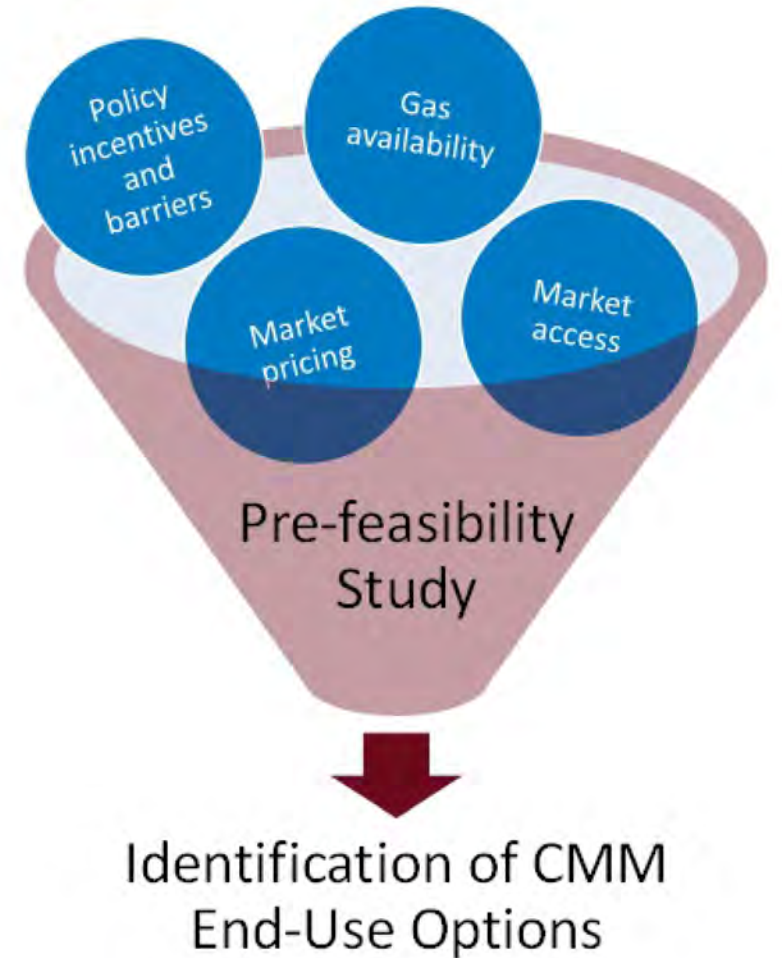 Policy
incentives
and
barriers
Gas
availability
Market
pricing
Market
access
Pre-feasibility
Study
Identification of CMM
End-Use Options